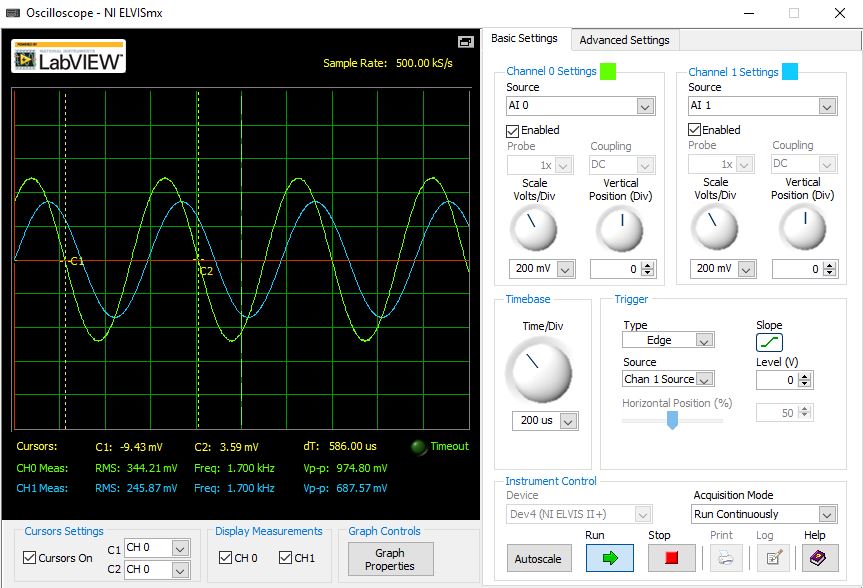 Oscilloscope - NI ELVISmx
POWERED BY
NATIONAL INSTRUMENTS
LabVIEW™
Sample Rate: 500.00 kS/s
C1
C2
Cursors: C1: -9.43 mV C2: 3.59 mV dT: 586.00 us Timeout
CH0 Meas: RMS: 344.21 mV Freq: 1.700 kHz Vp-p: 974.80 mV
CH1 Meas: RMS: 245.87 mV Freq: 1.700 kHz Vp-p: 687.57 mV
Cursors Settings
Cursors On
C1 CH 0
C2 CH 0
Display Measurements
CH 0 CH1
Graph Controls
Graph
Properties
Basic Settings Advanced Settings
Channel 0 Settings
Source
AI 0
Enabled
Probe Coupling
1x DC
Scale
Volts/Div
Vertical
Position (Div)
200 mV 0
Channel 1 Settings
Source
AI 1
Enabled
Probe Coupling
1x DC
Scale
Volts/Div
Vertical
Position (Div)
200 mV 0
Timebase
Time/Div
200 us
Trigger
Type
Edge
Source
Chan 1 Source
Horizontal Position (%)
Slope
Level (V)
0
50
Instrument Control
Device
Dev4 (NI ELVIS II+)
Acquisition Mode
Run Continuously
Autoscale
Run Stop Print Log Help